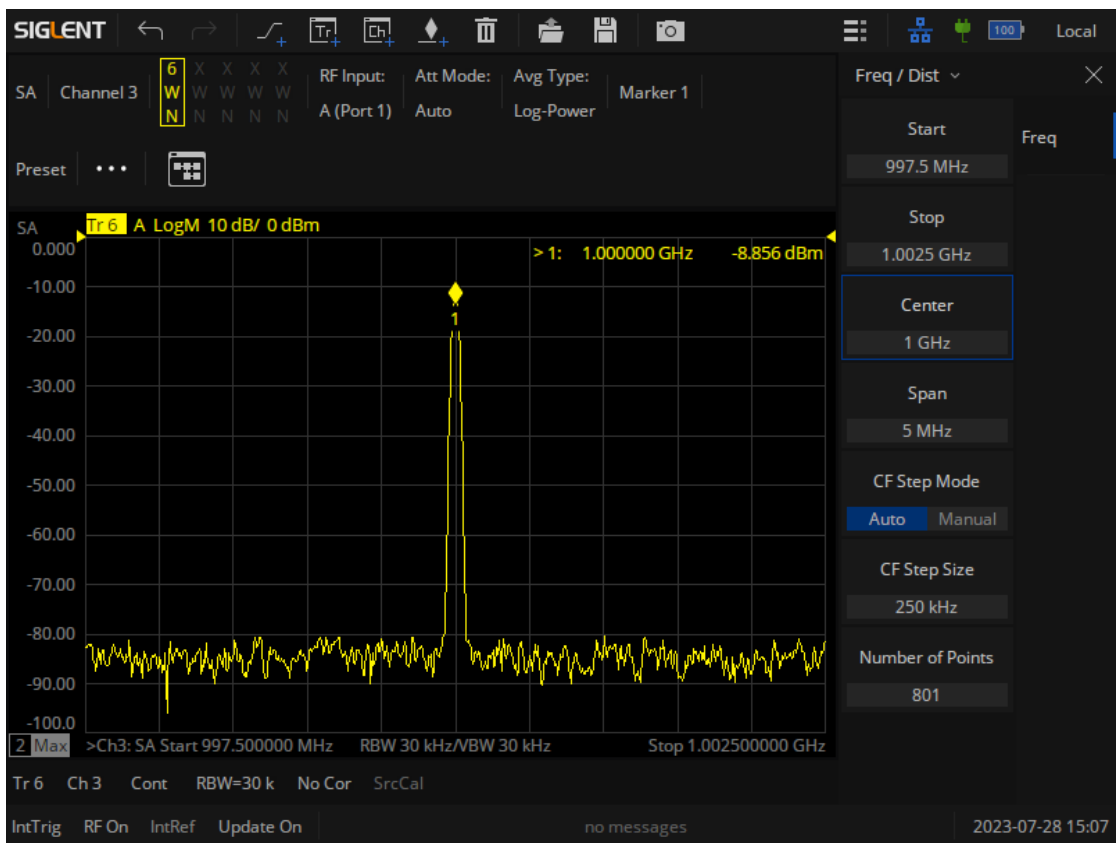 SIGLENT Tr Ch 100 Local
SA Channel 3 6 X X X X RF Input: Att Mode: Avg Type: Marker 1
W W W W W
N N N N N A (Port 1) Auto Log-Power
Preset
SA Tr 6 A LogM 10 dB/ 0 dBm
0.000
> 1: 1.000000 GHz -8.856 dBm
-10.00
1
-20.00
-30.00
-40.00
-50.00
-60.00
-70.00
-80.00
-90.00
-100.0
2 Max >Ch3: SA Start 997.500000 MHz RBW 30 kHz/VBW 30 kHz Stop 1.002500000 GHz
Tr 6 Ch 3 Cont RBW=30 k No Cor SrcCal
Freq / Dist
Start
997.5 MHz
Stop
1.0025 GHz
Center
1 GHz
Span
5 MHz
CF Step Mode
Auto Manual
CF Step Size
250 kHz
Number of Points
801
Freq
IntTrig RF On IntRef Update On no messages 2023-07-28 15:07